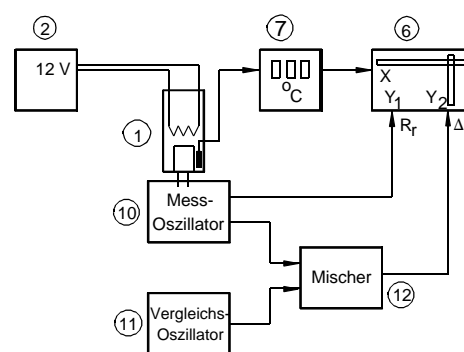 2
7
6
12 V
°C
X
Y1 Y2
1
Rr
Δ
10
Mess-
Oszillator
Mischer
12
11
Vergleichs-
Oszillator